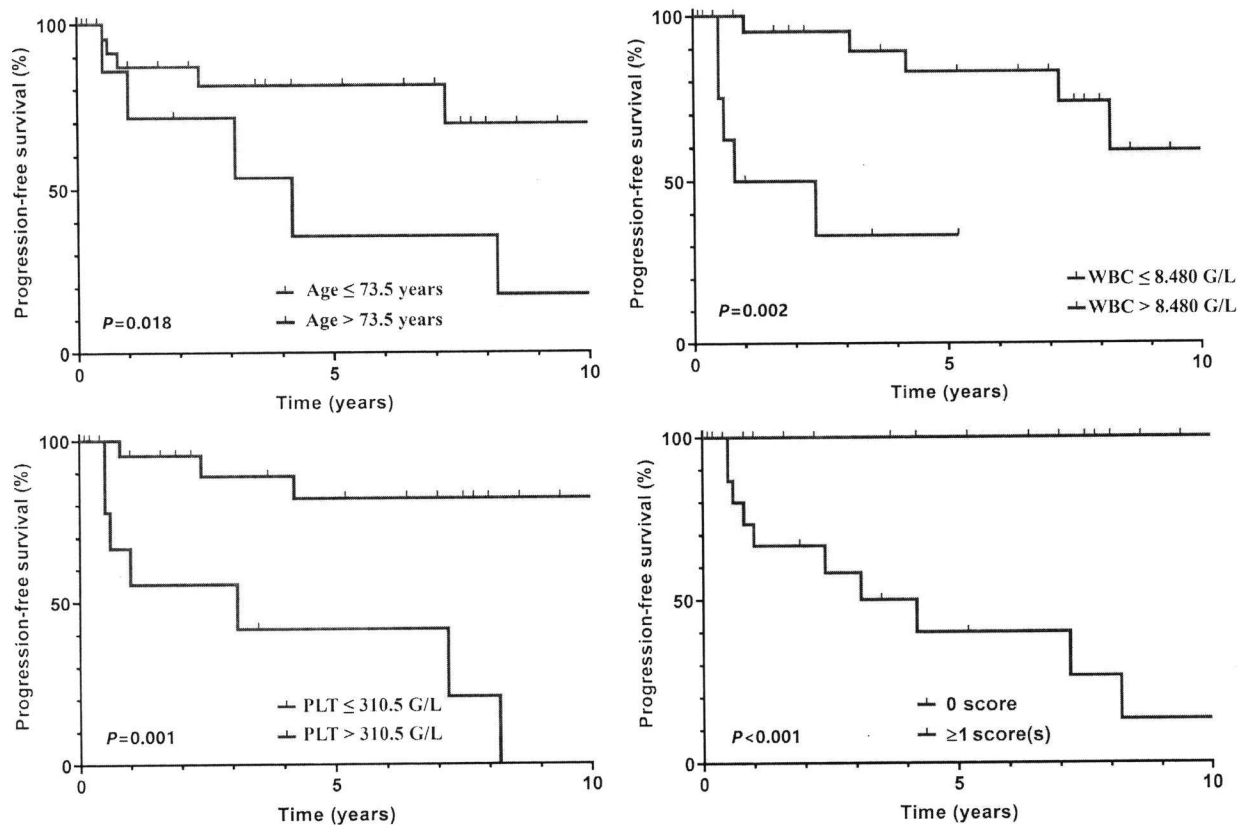 Progression-free survival (%)
100
50
0
Age ≤ 73.5 years
Age > 73.5 years
P=0.018
0 5 10
Time (years)
Progression-free survival (%)
100
50
0
WBC ≤ 8.480 G/L
WBC > 8.480 G/L
P=0.002
0 5 10
Time (years)
Progression-free survival (%)
100
50
0
PLT ≤ 310.5 G/L
PLT > 310.5 G/L
P=0.001
0 5 10
Time (years)
Progression-free survival (%)
100
50
0
0 score
≥1 score(s)
P<0.001
0 5 10
Time (years)